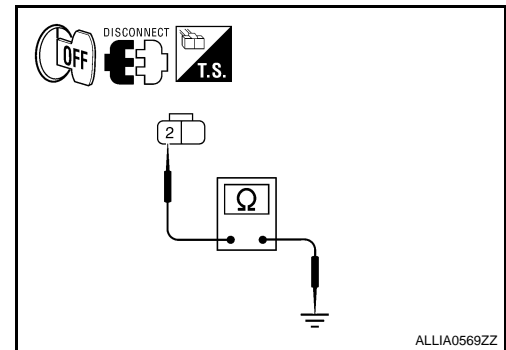 DISCONNECT
OFF
T.S.
2
Ω
ALLIA0569ZZ